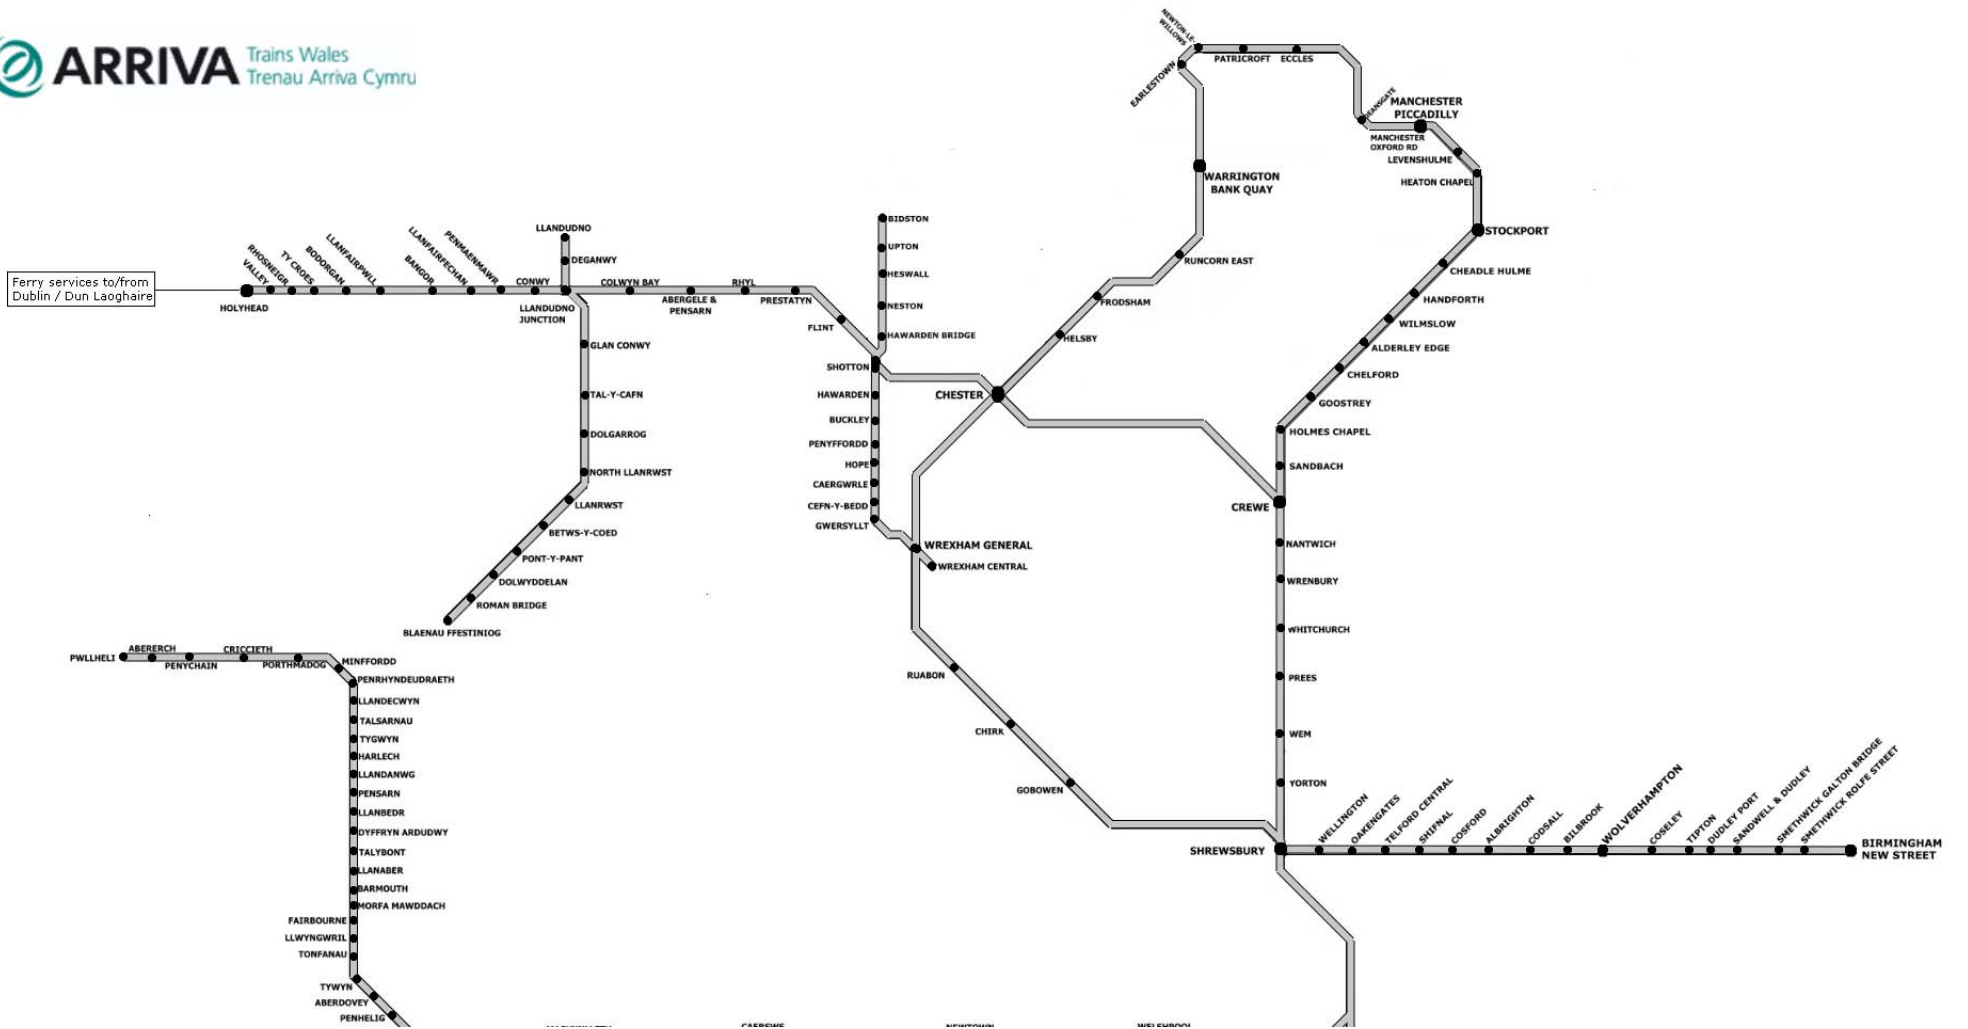 ARRIVA
Trains Wales
Trenau Arriva Cymru
NEWTON-LE-
WILLOWS
PATRICROFT
ECCLES
EARLESTOWN
MANCHESTER
PICCADILLY
MANCHESTER
OXFORD RD
LEVENSHULME
HEATON CHAPEL
WARRINGTON
BANK QUAY
STOCKPORT
RUNCORN EAST
CHEADLE HULME
FRODSHAM
HANDFORTH
HELSBY
WILMSLOW
ALDERLEY EDGE
CHELFORD
GOOSTREY
HOLMES CHAPEL
SANDBACH
CREWE
CHESTER
BIDSTON
UPTON
HESWALL
NESTON
HAWARDEN BRIDGE
SHOTTON
HAWARDEN
BUCKLEY
PENYFFORDD
HOPE
CAERGWRLE
CEFN-Y-BEDD
GWERSYLLT
WREXHAM GENERAL
WREXHAM CENTRAL
Ferry services to/from
Dublin / Dun Laoghaire
HOLYHEAD
VALLEY
RHOSNEIGR
TY CROES
BODORGAN
LLANFAIRPWLL
BANGOR
LLANFAIRFECHAN
PENMAENMAWR
CONWY
LLANDUDNO
DEGANWY
LLANDUDNO
JUNCTION
COLWYN BAY
ABERGELE &
PENSARN
RHYL
PRESTATYN
FLINT
GLAN CONWY
TAL-Y-CAFN
DOLGARROG
NORTH LLANRWST
LLANRWST
BETWS-Y-COED
PONT-Y-PANT
DOLWYDDELAN
ROMAN BRIDGE
BLAENAU FFESTINIOG
NANTWICH
WRENBURY
WHITCHURCH
PREES
WEM
YORTON
RUABON
CHIRK
GOBOWEN
SHREWSBURY
WELLINGTON
OAKENGATES
TELFORD CENTRAL
SHIFNAL
COSFORD
ALBRIGHTON
CODSALL
BILBROOK
WOLVERHAMPTON
COSELEY
TIPTON
DUDLEY PORT
SANDWELL & DUDLEY
SMETHWICK GALTON BRIDGE
SMETHWICK ROLFE STREET
BIRMINGHAM
NEW STREET
PWLLHELI
ABERERCH
PENYCHAIN
CRICCIETH
PORTHMADOG
MINFFORDD
PENRHYNDEUDRAETH
LLANDECWYN
TALSARNAU
TYGWYN
HARLECH
LLANDANWG
PENSARN
LLANBEDR
DYFFRYN ARDUDWY
TALYBONT
LLANABER
BARMOUTH
MORFA MAWDDACH
FAIRBOURNE
LLWYNGWRIL
TONFANAU
TYWYN
ABERDOVEY
PENHELIG